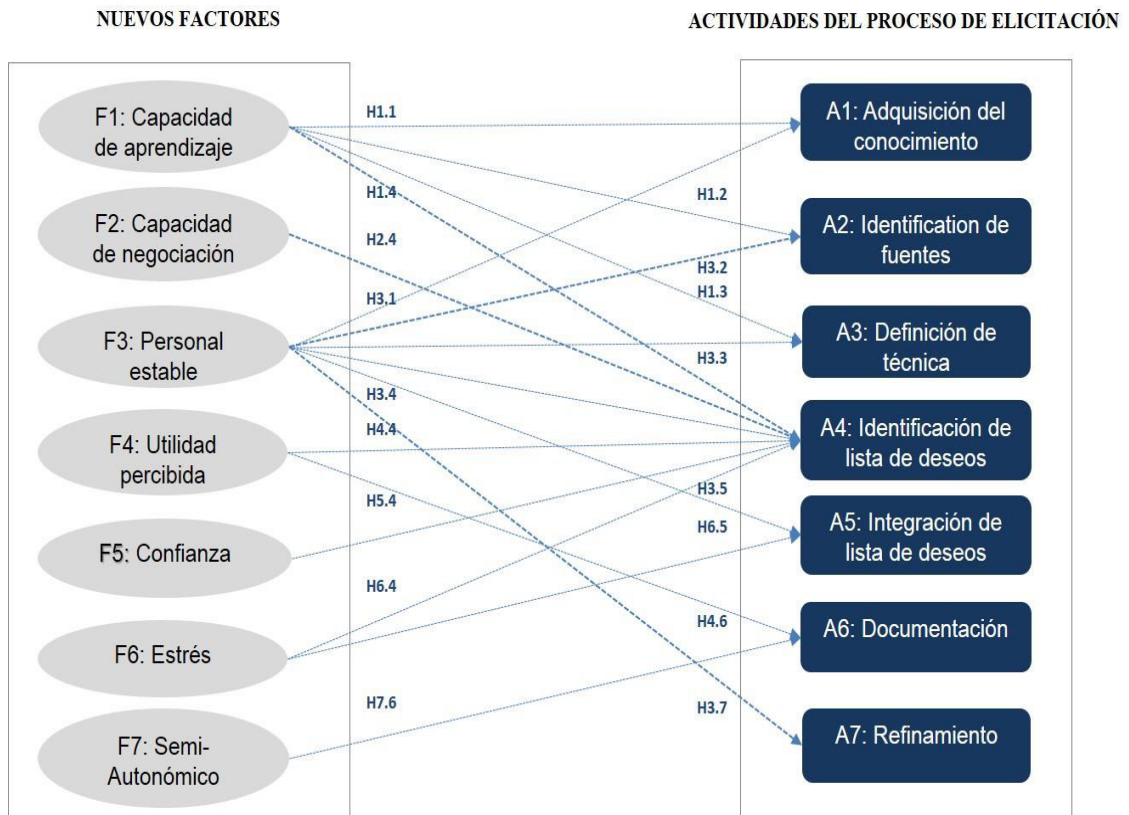 NUEVOS FACTORES
ACTIVIDADES DEL PROCESO DE ELICITACIÓN
F1: Capacidad
de aprendizaje
F2: Capacidad
de negociación
F3: Personal
estable
F4: Utilidad
percibida
F5: Confianza
F6: Estrés
F7: Semi-
Autonómico
H1.1
H1.4
H2.4
H3.1
H3.4
H4.4
H5.4
H6.4
H7.6
H1.2
H3.2
H1.3
H3.3
H3.5
H6.5
H4.6
H3.7
A1: Adquisición del
conocimiento
A2: Identification de
fuentes
A3: Definición de
técnica
A4: Identificación de
lista de deseos
A5: Integración de
lista de deseos
A6: Documentación
A7: Refinamiento